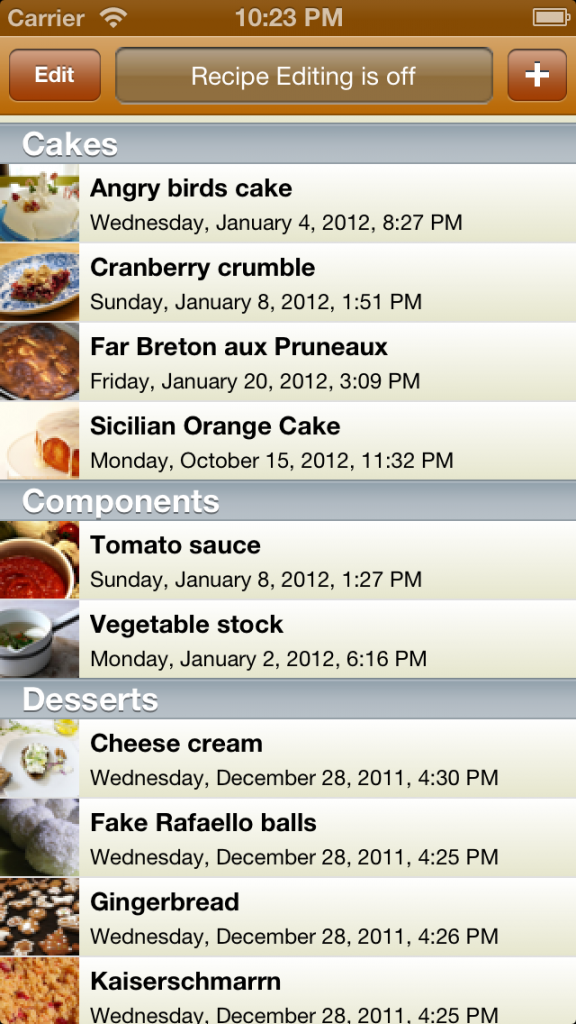 Carrier 10:23 PM
Edit Recipe Editing is off +
Cakes
Angry birds cake
Wednesday, January 4, 2012, 8:27 PM
Cranberry crumble
Sunday, January 8, 2012, 1:51 PM
Far Breton aux Pruneaux
Friday, January 20, 2012, 3:09 PM
Sicilian Orange Cake
Monday, October 15, 2012, 11:32 PM
Components
Tomato sauce
Sunday, January 8, 2012, 1:27 PM
Vegetable stock
Monday, January 2, 2012, 6:16 PM
Desserts
Cheese cream
Wednesday, December 28, 2011, 4:30 PM
Fake Rafaello balls
Wednesday, December 28, 2011, 4:25 PM
Gingerbread
Wednesday, December 28, 2011, 4:26 PM
Kaiserschmarrn
Wednesday, December 28, 2011, 4:25 PM